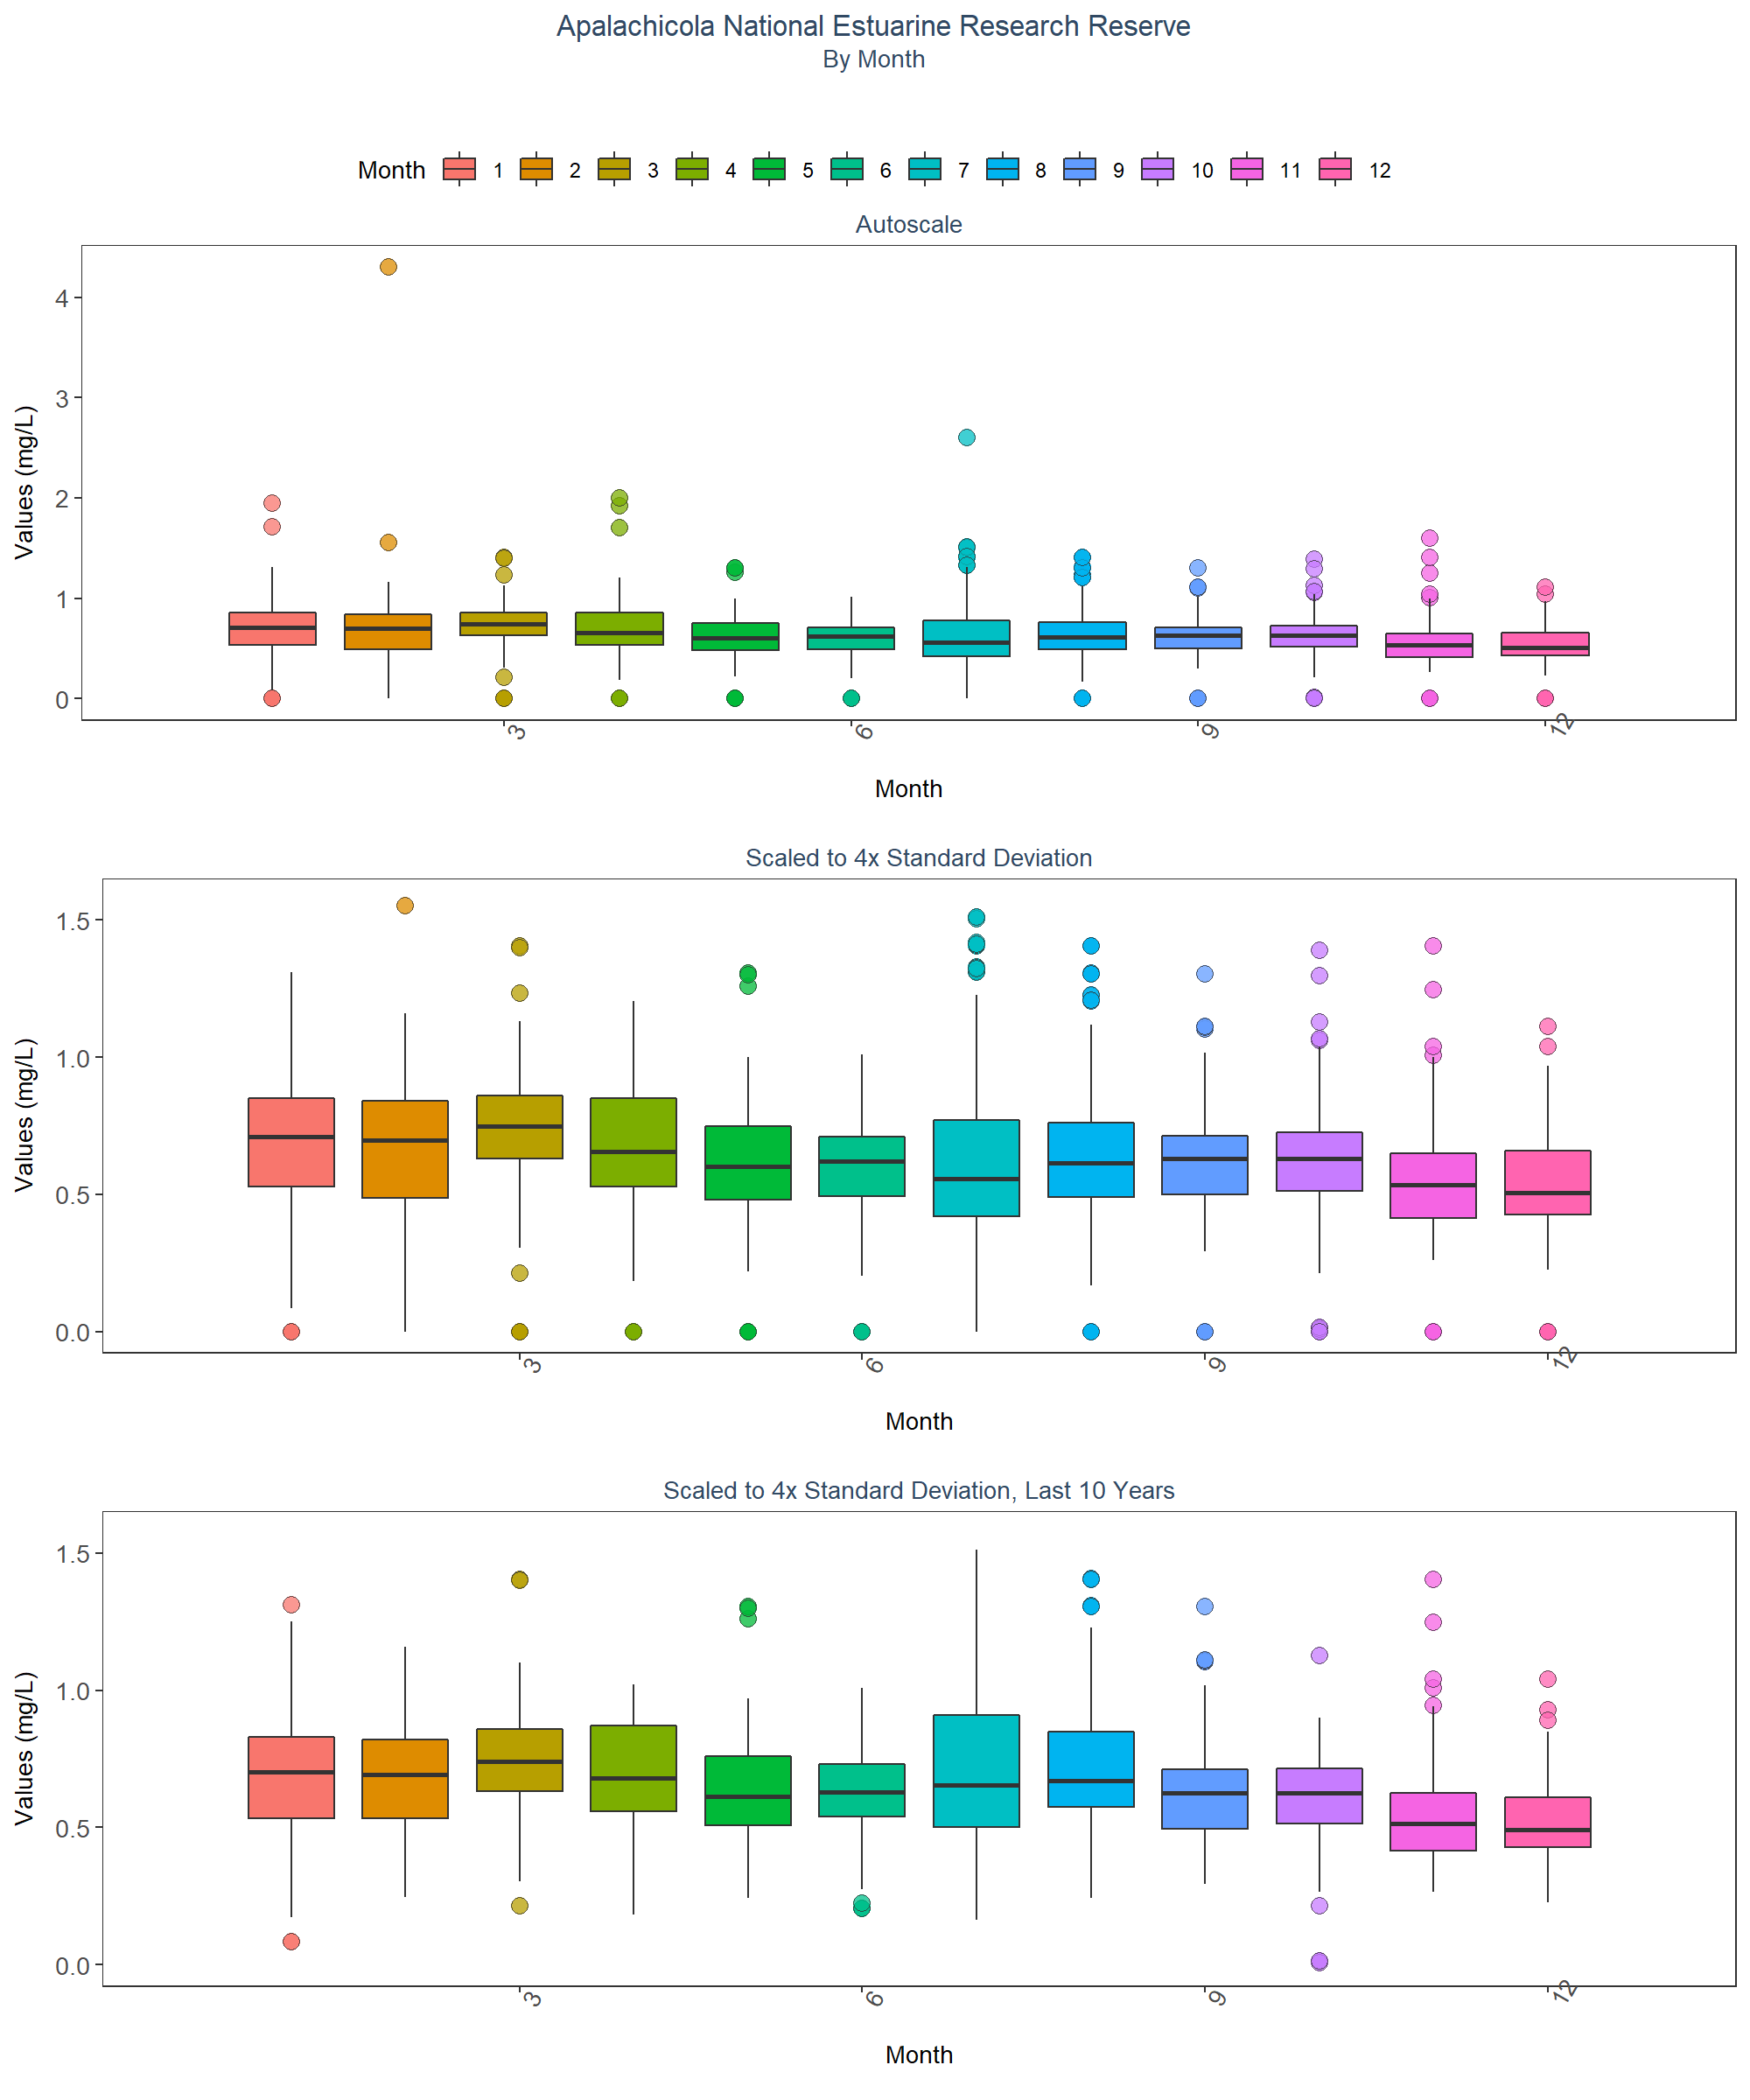 Apalachicola National Estuarine Research Reserve
By Month
Month 1 2 3 4 5 6 7 8 9 10 11 12
Autoscale
Values (mg/L)
4
3
2
1
0
3 6 9 12
Month
Scaled to 4x Standard Deviation
Values (mg/L)
1.5
1.0
0.5
0.0
3 6 9 12
Month
Scaled to 4x Standard Deviation, Last 10 Years
Values (mg/L)
1.5
1.0
0.5
0.0
3 6 9 12
Month